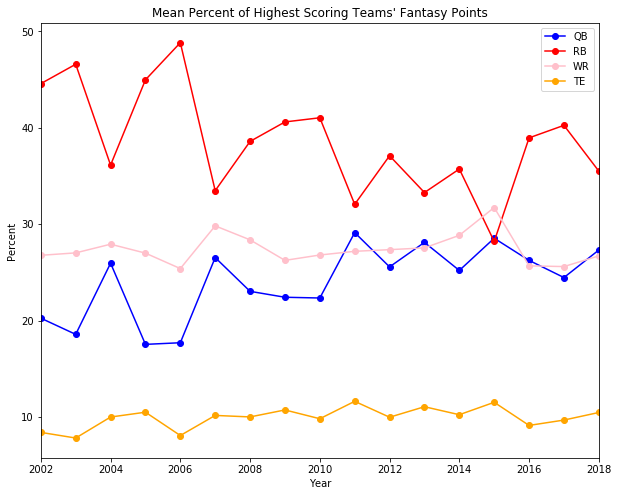 Mean Percent of Highest Scoring Teams' Fantasy Points
QB
RB
WR
TE
50
40
30
20
10
Percent
2002 2004 2006 2008 2010 2012 2014 2016 2018
Year